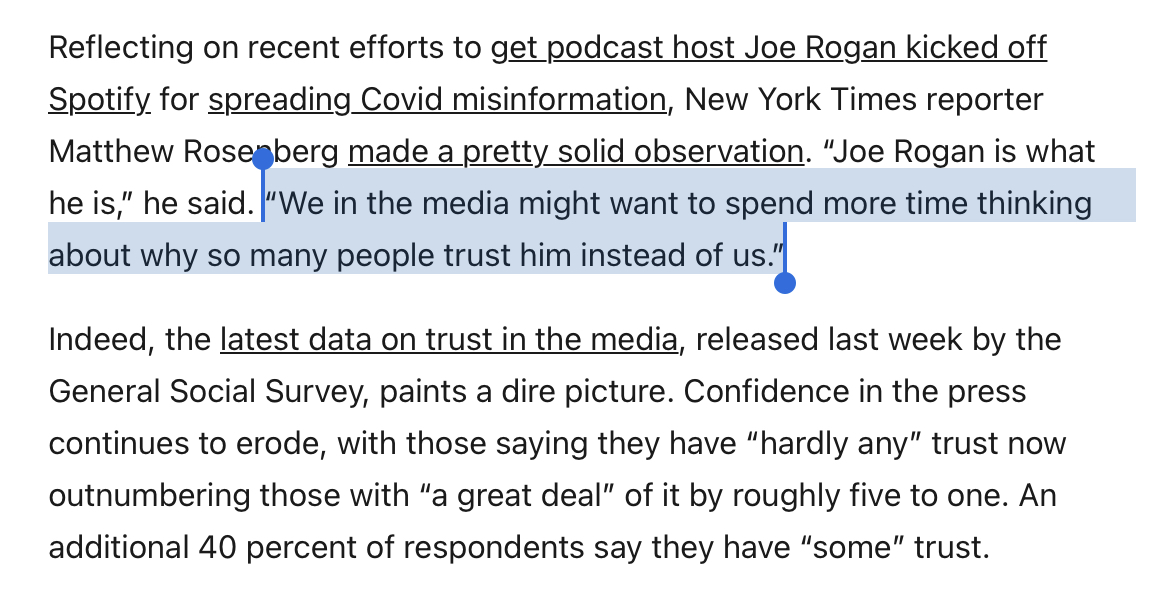 Reflecting on recent efforts to get podcast host Joe Rogan kicked off
Spotify for spreading Covid misinformation, New York Times reporter
Matthew Rosenberg made a pretty solid observation. “Joe Rogan is what
he is,” he said. “We in the media might want to spend more time thinking
about why so many people trust him instead of us.”
Indeed, the latest data on trust in the media, released last week by the
General Social Survey, paints a dire picture. Confidence in the press
continues to erode, with those saying they have “hardly any” trust now
outnumbering those with “a great deal” of it by roughly five to one. An
additional 40 percent of respondents say they have “some” trust.